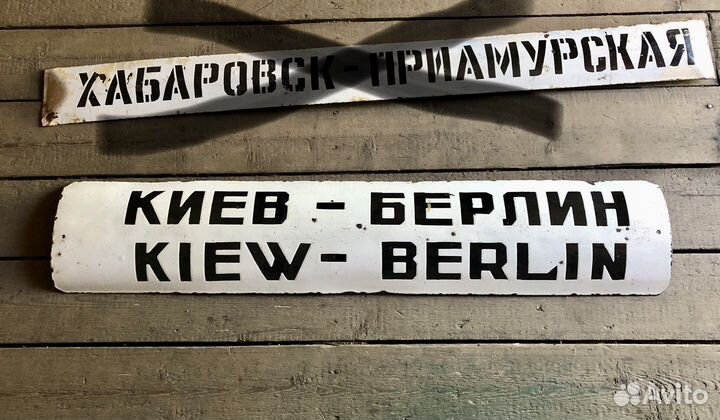 ХАБАРОВСК-ПРИАМУРСКАЯ
КИЕВ - БЕРЛИН
KIEW - BERLIN
Avito